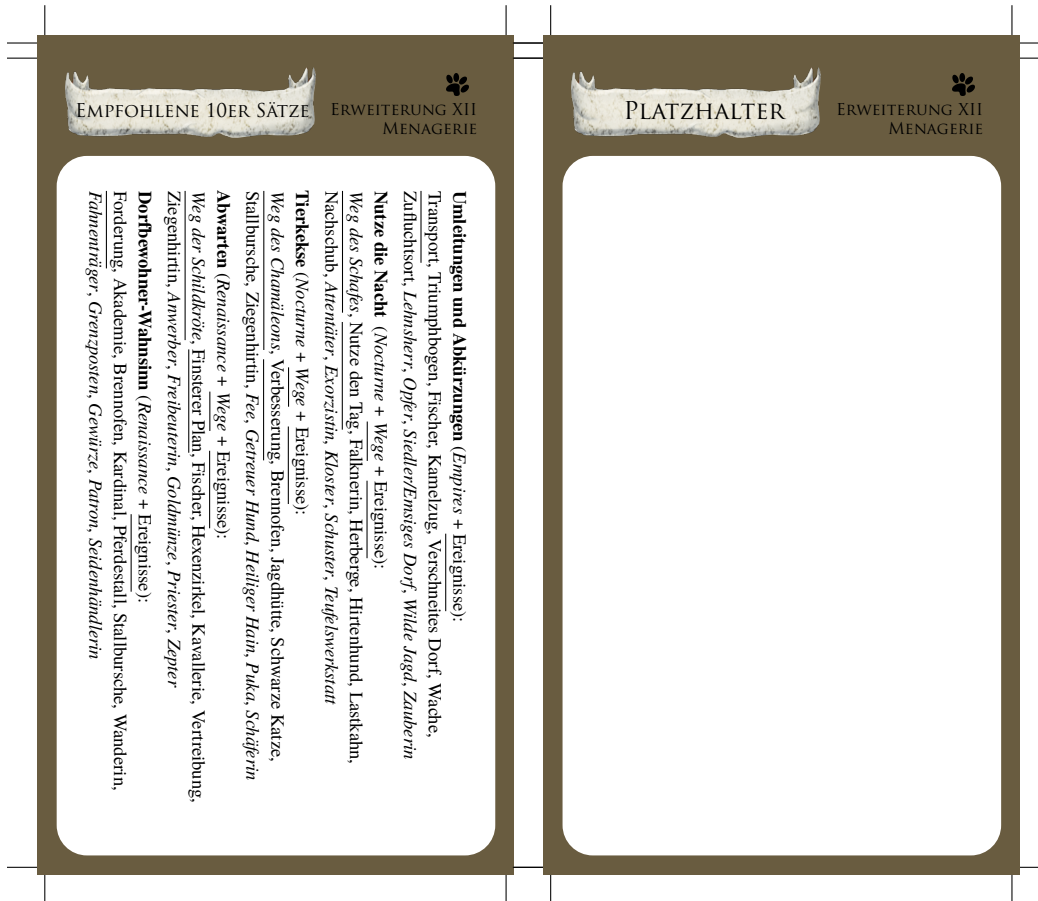 Empfohlene 10er Sätze
Erweiterung XII
Menagerie
Umleitungen und Abkürzungen (Empires + Ereignisse):
Transport, Triumphbogen, Fischer, Kamelzug, Verschneites Dorf, Wache,
Zufluchtsort, Lehnsherr, Opfer, Siedler/Emsiges Dorf, Wilde Jagd, Zauberin
Nutze die Nacht (Nocturne + Wege + Ereignisse):
Weg des Schafes, Nutze den Tag, Falknerin, Herberge, Hirtenhund, Lastkahn,
Nachschub, Attentäter, Exorzistin, Kloster, Schuster, Teufelswerkstatt
Tierkekse (Nocturne + Wege + Ereignisse):
Weg des Chamäleons, Verbesserung, Brennofen, Jagdhütte, Schwarze Katze,
Stallbursche, Ziegenhirtin, Fee, Getreuer Hund, Heiliger Hain, Puka, Schäferin
Abwarten (Renaissance + Wege + Ereignisse):
Weg der Schildkröte, Finsterer Plan, Fischer, Hexenzirkel, Kavallerie, Vertreibung,
Ziegenhirtin, Anwerber, Freibeuterin, Goldmünze, Priester, Zepter
Dorfbewohner-Wahnsinn (Renaissance + Ereignisse):
Forderung, Akademie, Brennofen, Kardinal, Pferdestall, Stallbursche, Wanderin,
Fahnenträger, Grenzposten, Gewürze, Patron, Seidenhändlerin
Platzhalter
Erweiterung XII
Menagerie